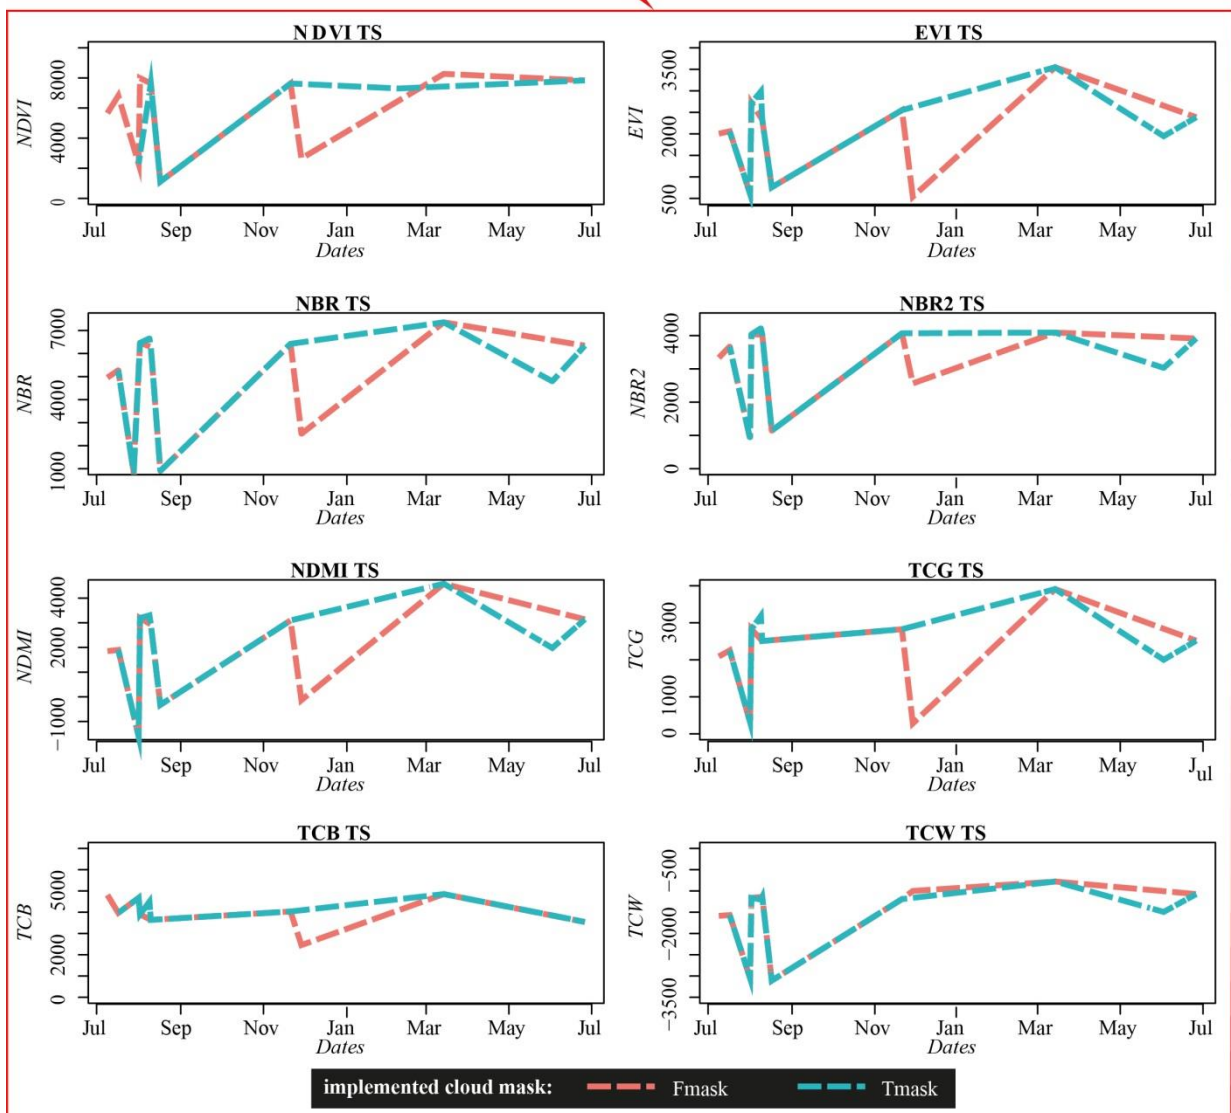 NDVI TS
NDVI
8000
4000
0
Jul Sep Nov Jan Mar May Jul
Dates
EVI TS
EVI
3500
2000
500
Jul Sep Nov Jan Mar May Jul
Dates
NBR TS
NBR
7000
4000
1000
Jul Sep Nov Jan Mar May Jul
Dates
NBR2 TS
NBR2
4000
2000
0
Jul Sep Nov Jan Mar May Jul
Dates
NDMI TS
NDMI
4000
2000
−1000
Jul Sep Nov Jan Mar May Jul
Dates
TCG TS
TCG
3000
1000
0
Jul Sep Nov Jan Mar May Jul
Dates
TCB TS
TCB
5000
2000
0
Jul Sep Nov Jan Mar May Jul
Dates
TCW TS
TCW
−500
−2000
−3500
Jul Sep Nov Jan Mar May Jul
Dates
implemented cloud mask: Fmask Tmask